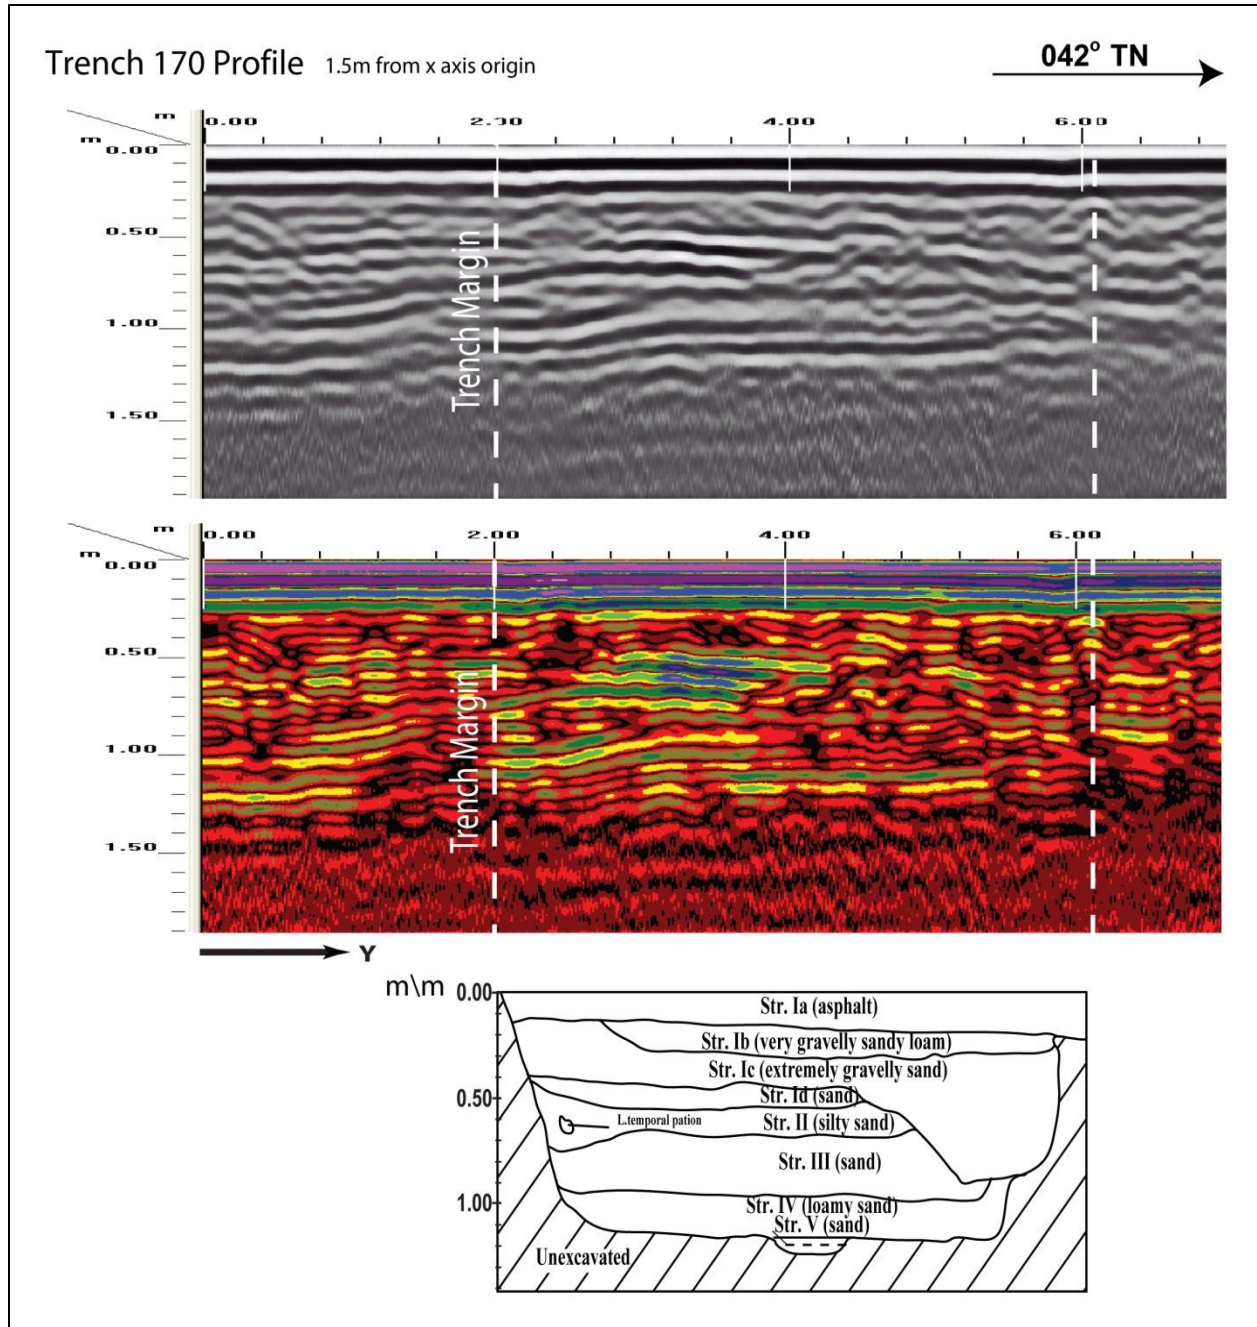 Trench 170 Profile 1.5m from x axis origin
042° TN
m 0.00 2.00 4.00 6.00
m 0.00
0.50
1.00
1.50
Trench Margin
m 0.00 2.00 4.00 6.00
m 0.00
0.50
1.00
1.50
Trench Margin
Y
m\m 0.00
Str. Ia (asphalt)
Str. Ib (very gravelly sandy loam)
Str. Ic (extremely gravelly sand)
0.50
Str. Id (sand)
L.temporal pation
Str. II (silty sand)
Str. III (sand)
1.00
Str. IV (loamy sand)
Str. V (sand)
Unexcavated